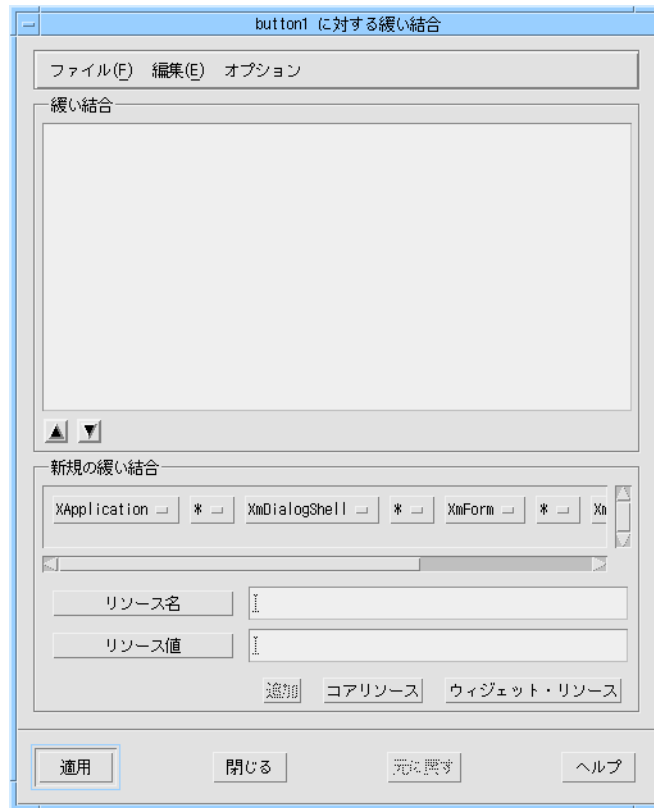 button1 に対する緩い結合
ファイル(F) 編集(E) オプション
緩い結合
新規の緩い結合
XApplication * XmDialogShell * XmForm * Xm
リソース名
リソース値
追加 コアリソース ウィジェット・リソース
適用 閉じる 元に戻す ヘルプ